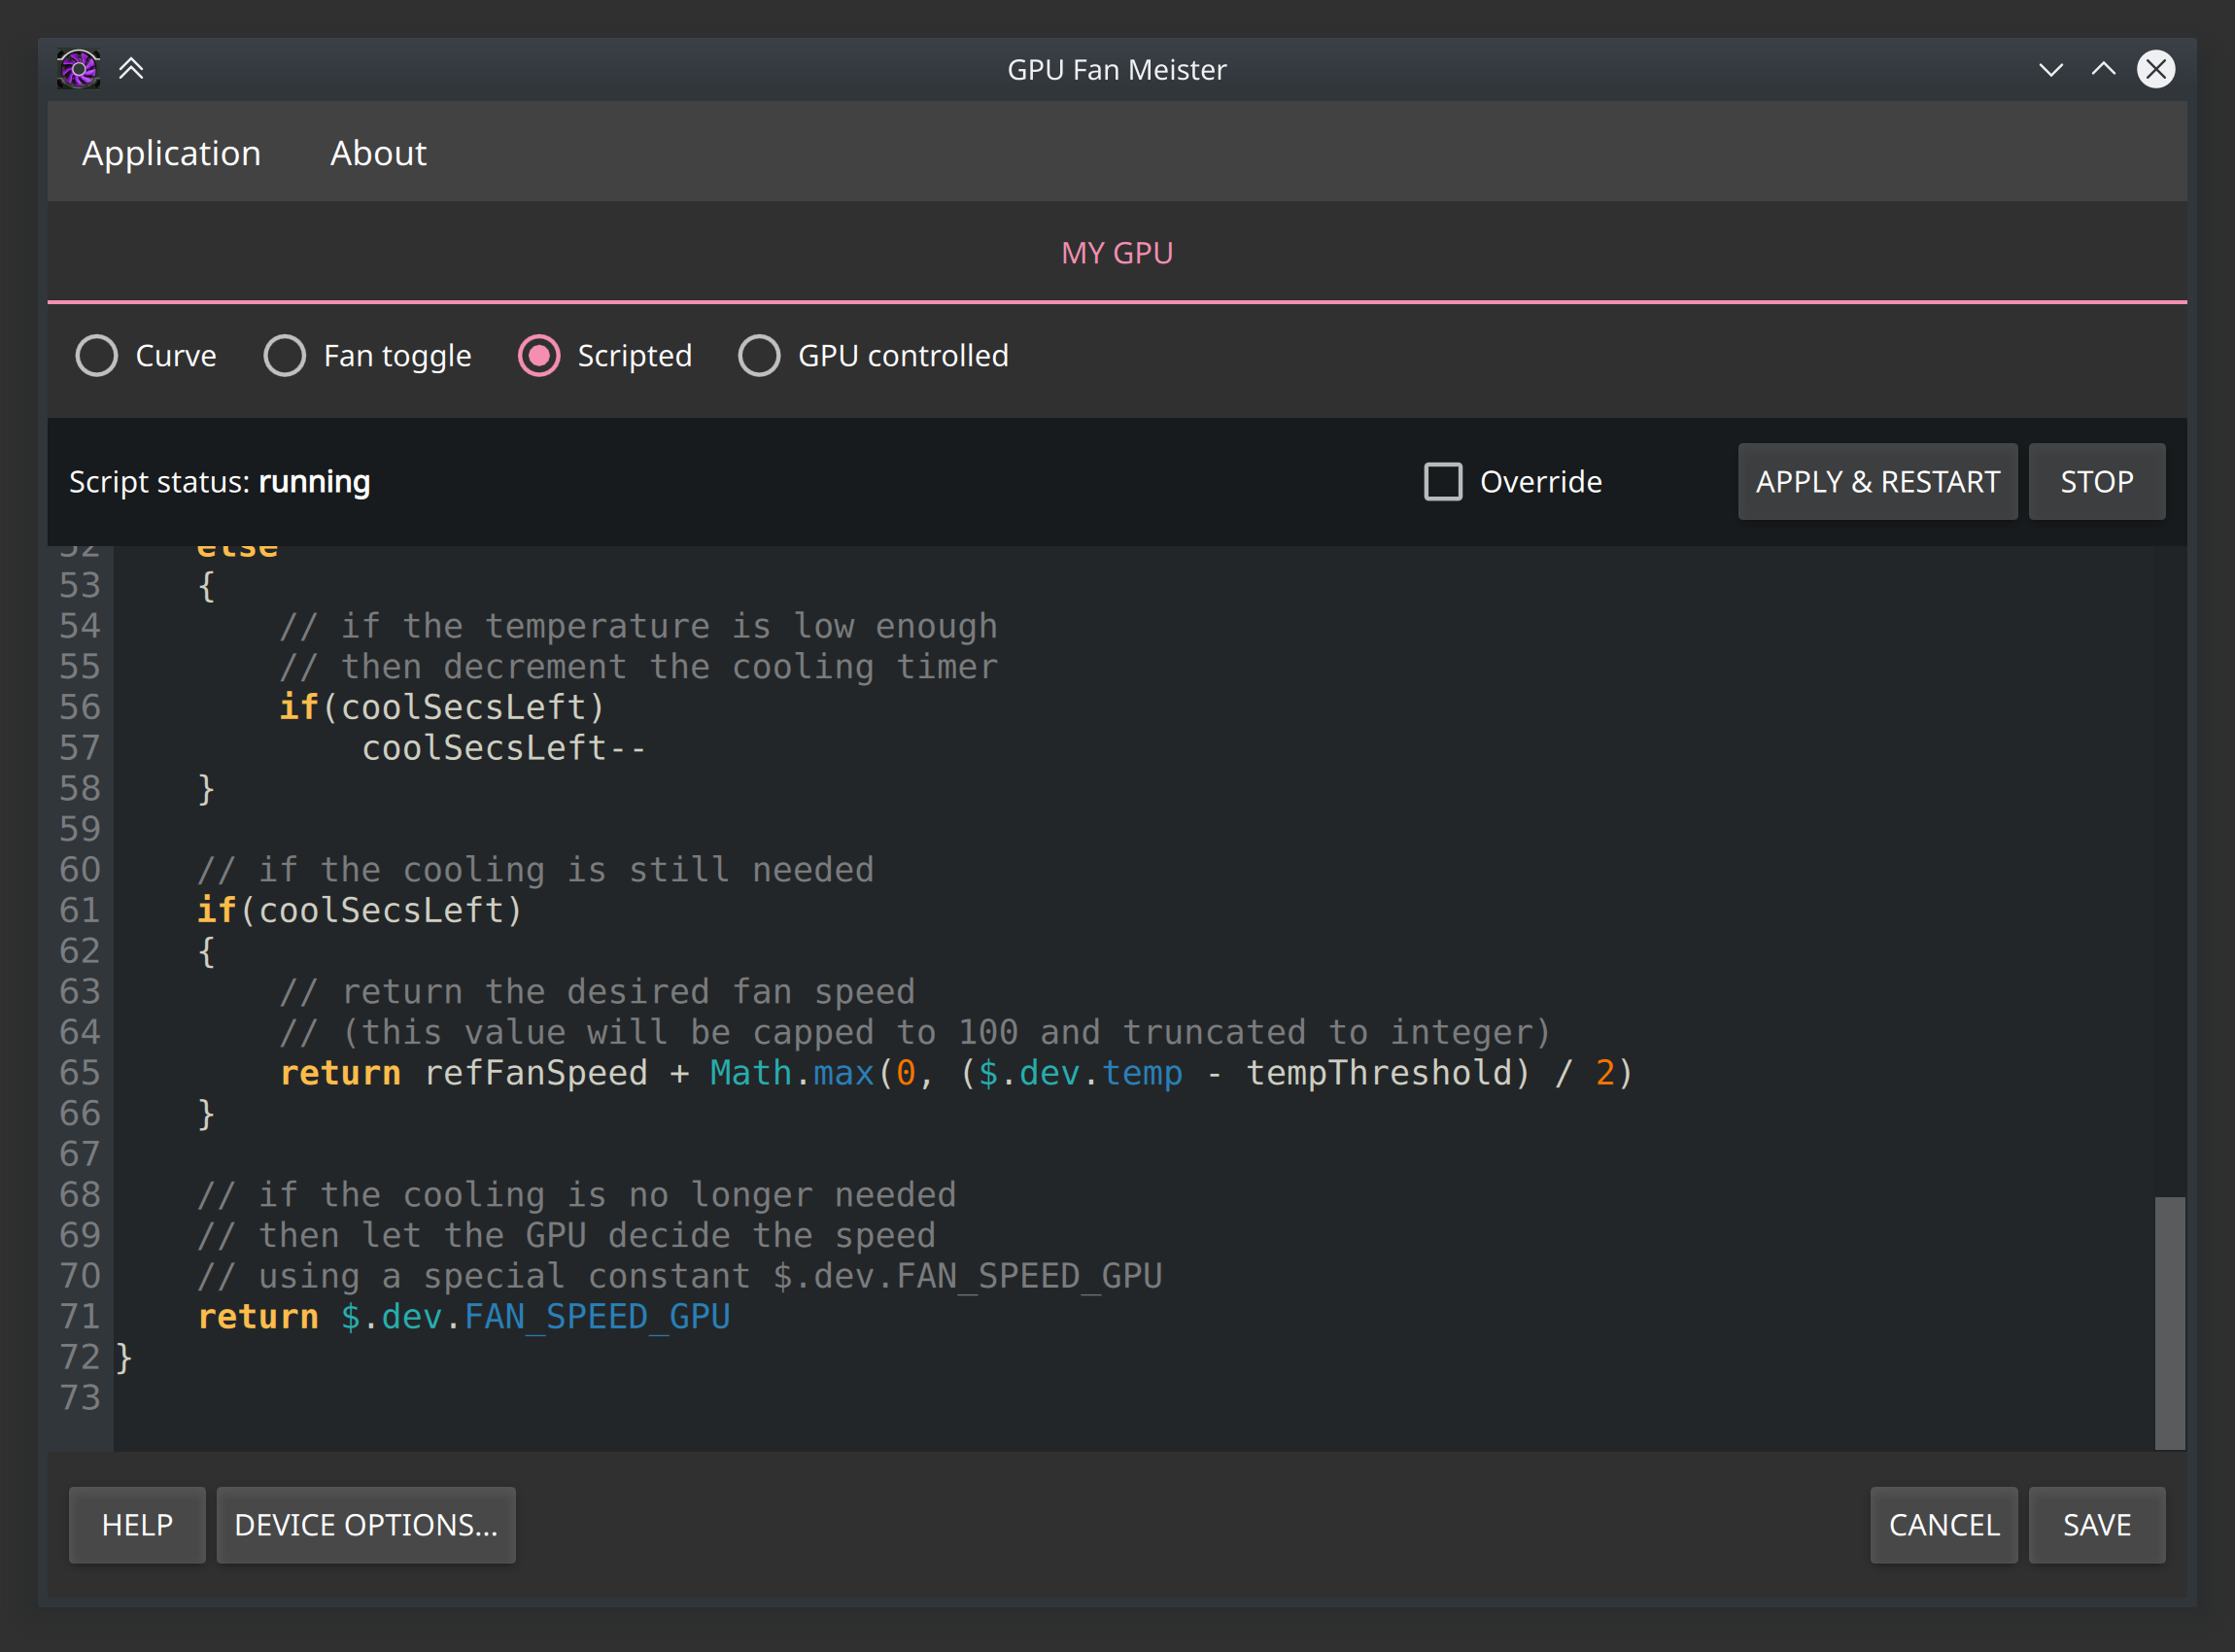 GPU Fan Meister
Application About
MY GPU
Curve Fan toggle Scripted GPU controlled
Script status: running Override APPLY & RESTART STOP
52 else
53 {
54 // if the temperature is low enough
55 // then decrement the cooling timer
56 if(coolSecsLeft)
57 coolSecsLeft--
58 }
59
60 // if the cooling is still needed
61 if(coolSecsLeft)
62 {
63 // return the desired fan speed
64 // (this value will be capped to 100 and truncated to integer)
65 return refFanSpeed + Math.max(0, ($.dev.temp - tempThreshold) / 2)
66 }
67
68 // if the cooling is no longer needed
69 // then let the GPU decide the speed
70 // using a special constant $.dev.FAN_SPEED_GPU
71 return $.dev.FAN_SPEED_GPU
72 }
73
HELP DEVICE OPTIONS... CANCEL SAVE